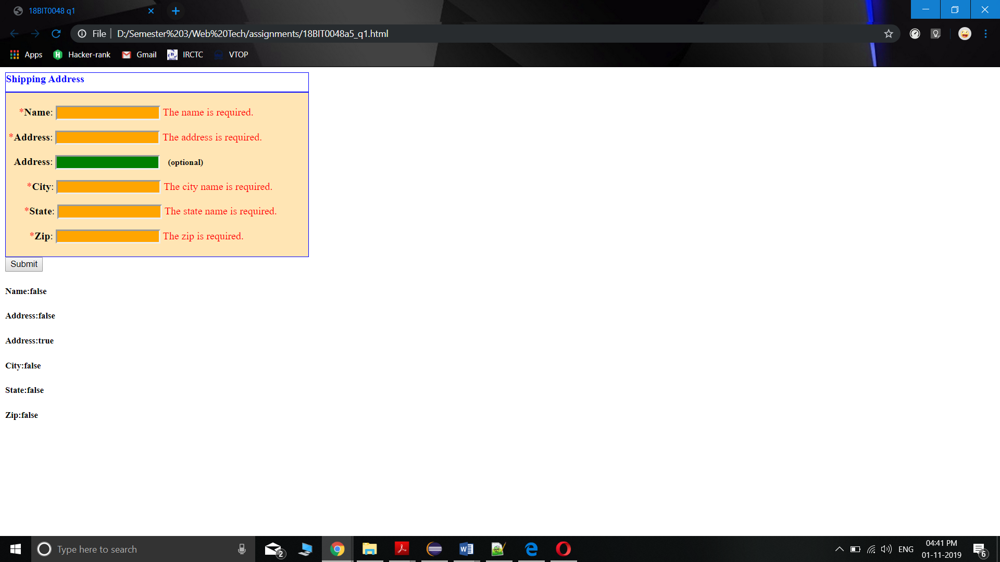 18BIT0048 q1
File | D:/Semester%203/Web%20Tech/assignments/18BIT0048a5_q1.html
Apps Hacker-rank Gmail IRCTC VTOP
Shipping Address
*Name: The name is required.
*Address: The address is required.
Address: (optional)
*City: The city name is required.
*State: The state name is required.
*Zip: The zip is required.
Submit
Name:false
Address:false
Address:true
City:false
State:false
Zip:false
Type here to search 2 ENG 04:41 PM
01-11-2019 6